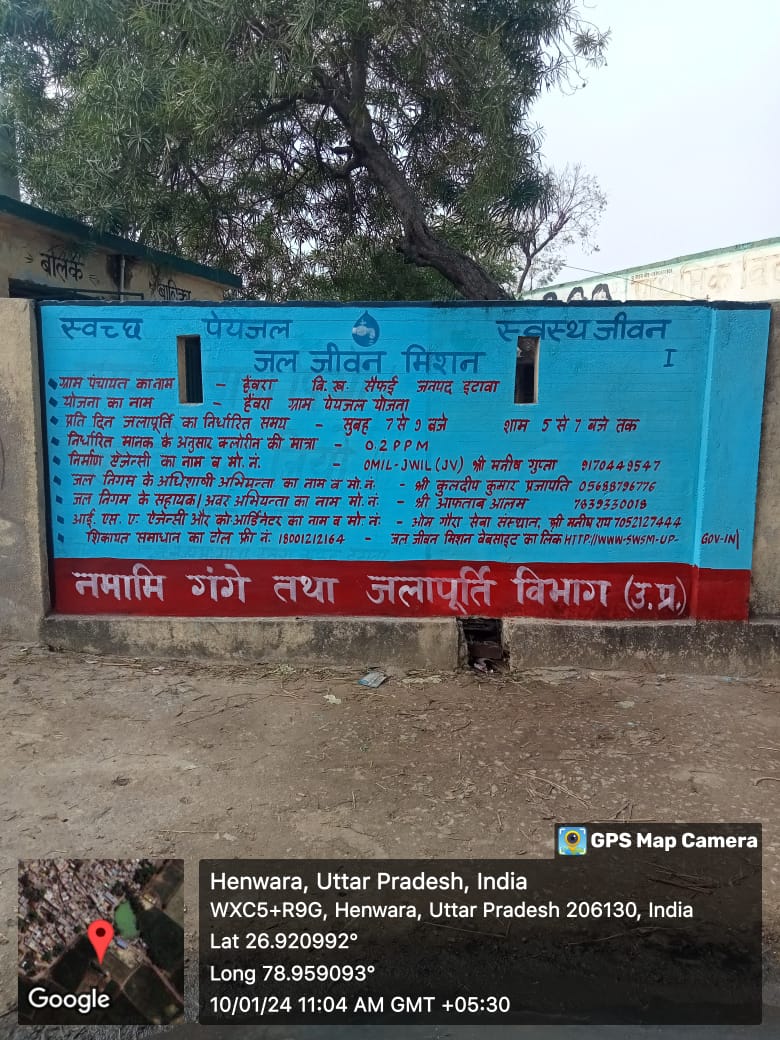 बालिक
बालिका
स्वच्छ पेयजल स्वस्थ जीवन
जल जीवन मिशन I
ग्राम पंचायत का नाम - हैंवरा वि. ख. सैफई जनपद इटावा
योजना का नाम - हैंवरा ग्राम पेयजल योजना
प्रति दिन जलापूर्ति का निर्धारित समय - सुबह 7 से 9 बजे शाम 5 से 7 बजे तक
निर्धारित मानक के अनुसार क्लोरीन की मात्रा - 0.2 PPM
निर्माण ऐजेन्सी का नाम व मो. नं. - OMIL-JWIL (JV) श्री मनीष गुप्ता 9170449547
जल निगम के अधिशाषी अभियन्ता का नाम व मो. नं. - श्री कुलदीप कुमार प्रजापति 05688796776
जल निगम के सहायक/अवर अभियन्ता का नाम मो. नं. - श्री आफताब आलम 7839330018
आई. एस. ए. ऐजेन्सी और को आर्डिनेटर का नाम व मो. नं. - ओम गौरा सेवा संस्थान, श्री मनीष राय 7052127444
शिकायत समाधान का टोल फ्री नं. 18001212164 - जल जीवन मिशन वेबसाइट का लिंक HTTP://WWW-SWSM-UP-GOV-IN/
नमामि गंगे तथा जलापूर्ति विभाग (उ. प्र.)
GPS Map Camera
Henwara, Uttar Pradesh, India
WXC5+R9G, Henwara, Uttar Pradesh 206130, India
Lat 26.920992°
Long 78.959093°
10/01/24 11:04 AM GMT +05:30
Google